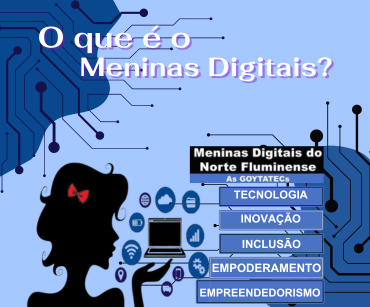 O que é o
Meninas Digitais?
Meninas Digitais do
Norte Fluminense
As GOYTATECs
TECNOLOGIA
INOVAÇÃO
INCLUSÃO
EMPODERAMENTO
EMPREENDEDORISMO